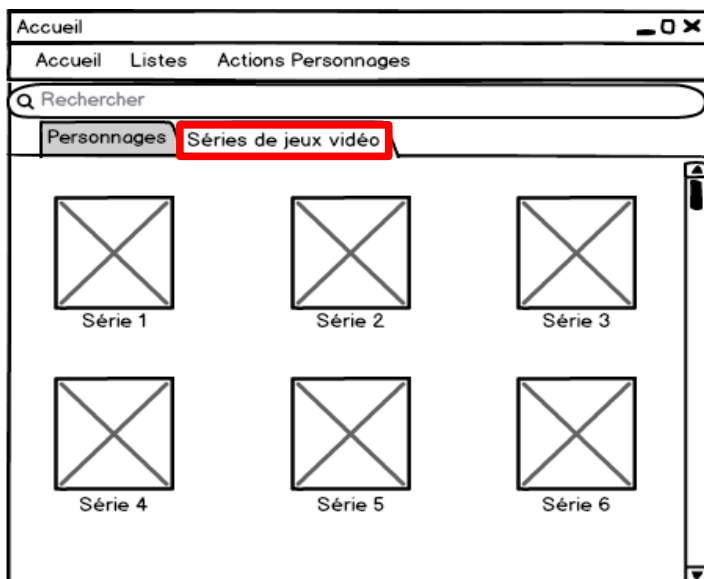 Accueil
Accueil Listes Actions Personnages
Rechercher
Personnages Séries de jeux vidéo
Série 1 Série 2 Série 3
Série 4 Série 5 Série 6